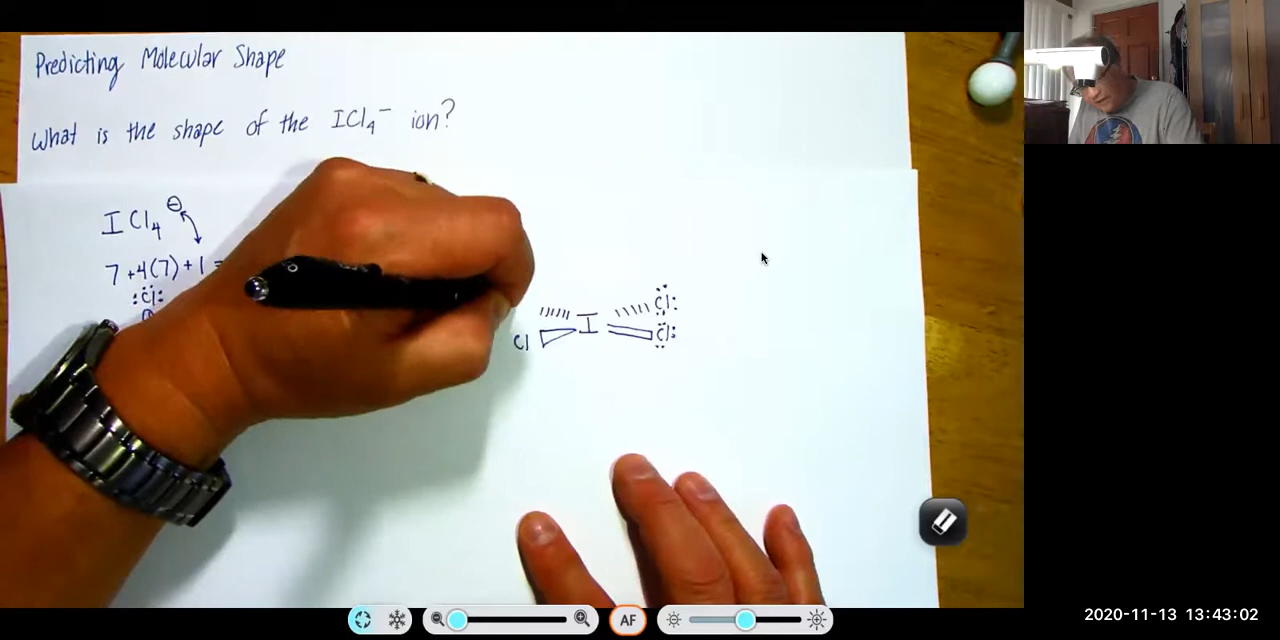 Predicting Molecular Shape
What is the shape of the ICl₄⁻ ion?
ICl₄⊖
7+4(7)+1 =
:Cl:
Cl I Cl:
Cl:
AF
2020-11-13 13:43:02